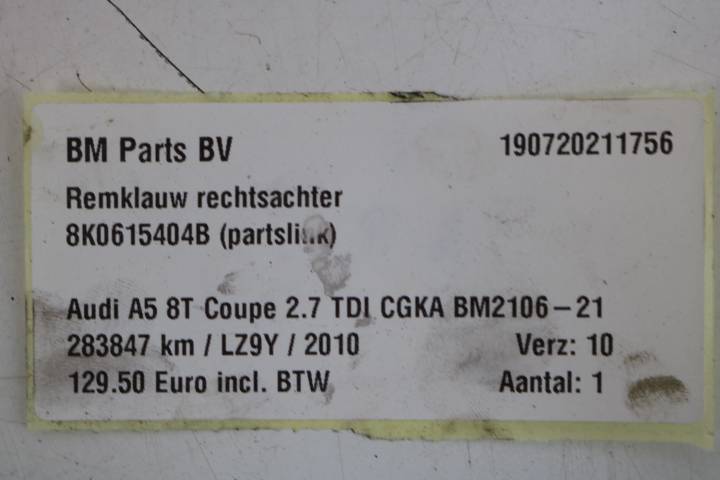 BM Parts BV 190720211756
Remklauw rechtsachter
8K0615404B (partslink)
Audi A5 8T Coupe 2.7 TDI CGKA BM2106-21
283847 km / LZ9Y / 2010 Verz: 10
129.50 Euro incl. BTW Aantal: 1